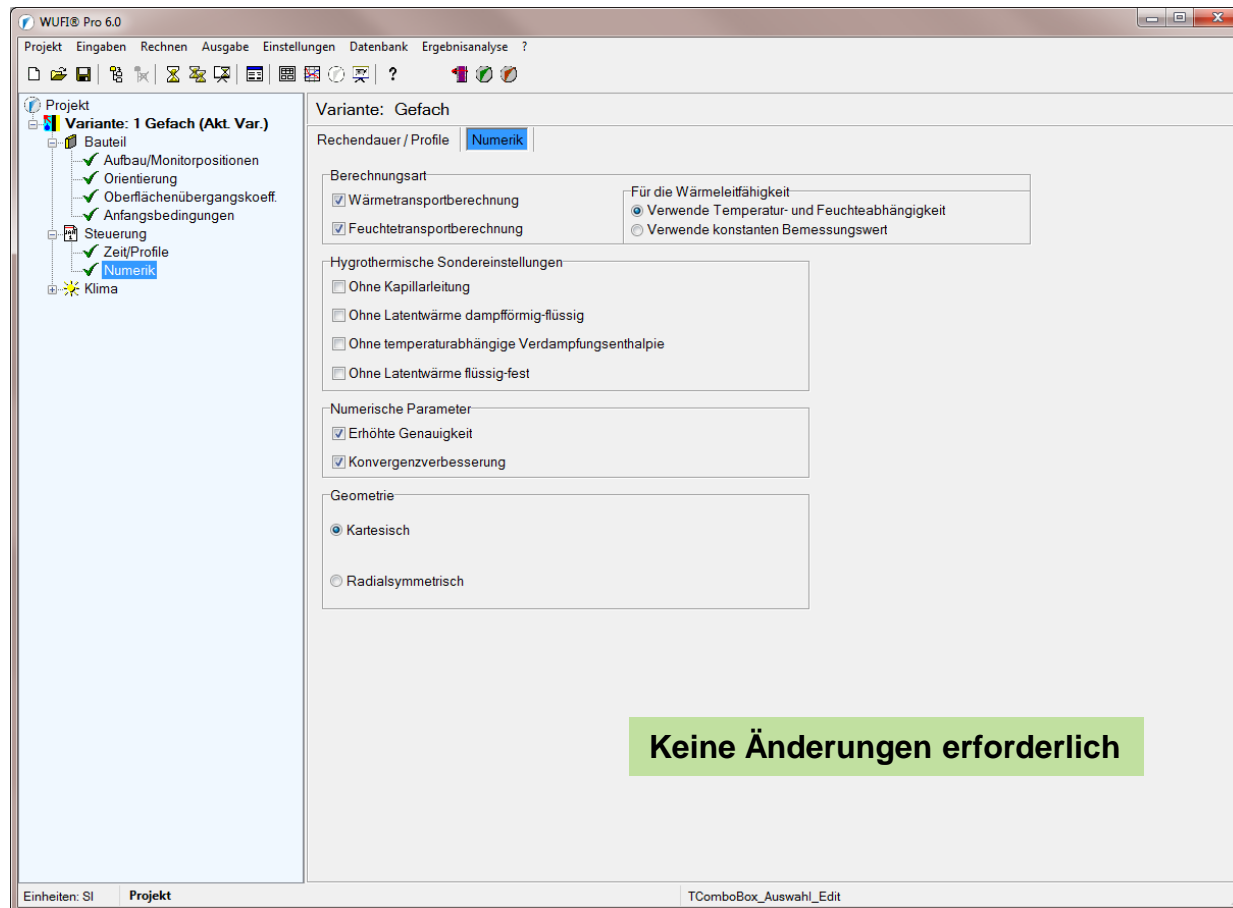 WUFI® Pro 6.0
Projekt Eingaben Rechnen Ausgabe Einstellungen Datenbank Ergebnisanalyse ?
?
Projekt
Variante: 1 Gefach (Akt. Var.)
Bauteil
Aufbau/Monitorpositionen
Orientierung
Oberflächenübergangskoeff.
Anfangsbedingungen
Steuerung
Zeit/Profile
Numerik
Klima
Variante: Gefach
Rechendauer / Profile Numerik
Berechnungsart
Wärmetransportberechnung
Feuchtetransportberechnung
Für die Wärmeleitfähigkeit
Verwende Temperatur- und Feuchteabhängigkeit
Verwende konstanten Bemessungswert
Hygrothermische Sondereinstellungen
Ohne Kapillarleitung
Ohne Latentwärme dampfförmig-flüssig
Ohne temperaturabhängige Verdampfungsenthalpie
Ohne Latentwärme flüssig-fest
Numerische Parameter
Erhöhte Genauigkeit
Konvergenzverbesserung
Geometrie
Kartesisch
Radialsymmetrisch
Keine Änderungen erforderlich
Einheiten: SI Projekt TComboBox_Auswahl_Edit